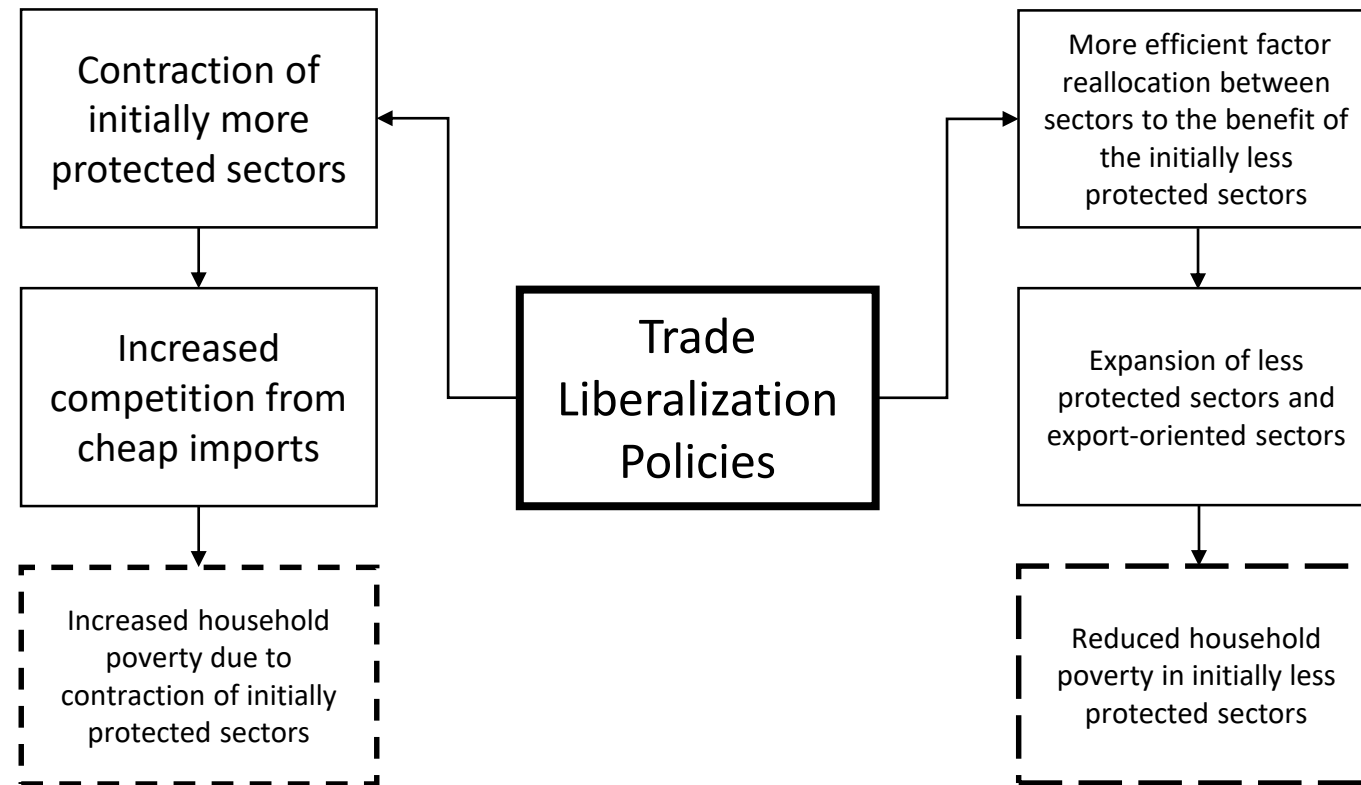 Contraction of
initially more
protected sectors
Increased
competition from
cheap imports
Increased household
poverty due to
contraction of initially
protected sectors
Trade
Liberalization
Policies
More efficient factor
reallocation between
sectors to the benefit of
the initially less
protected sectors
Expansion of less
protected sectors and
export-oriented sectors
Reduced household
poverty in initially less
protected sectors